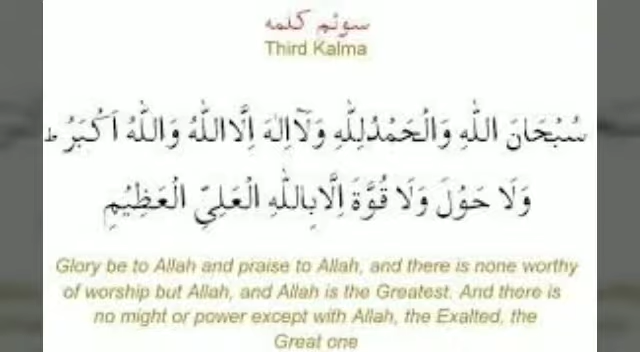 سوئم کلمہ
Third Kalma
سُبْحَانَ اللّٰهِ وَالْحَمْدُلِلّٰهِ وَلَآاِلٰهَ اِلَّااللّٰهُ وَاللّٰهُ اَكْبَرُ ط
وَلَا حَوْلَ وَلَا قُوَّةَ اِلَّابِاللّٰهِ الْعَلِيِّ الْعَظِيْمِ
Glory be to Allah and praise to Allah, and there is none worthy
of worship but Allah, and Allah is the Greatest. And there is
no might or power except with Allah, the Exalted, the
Great one